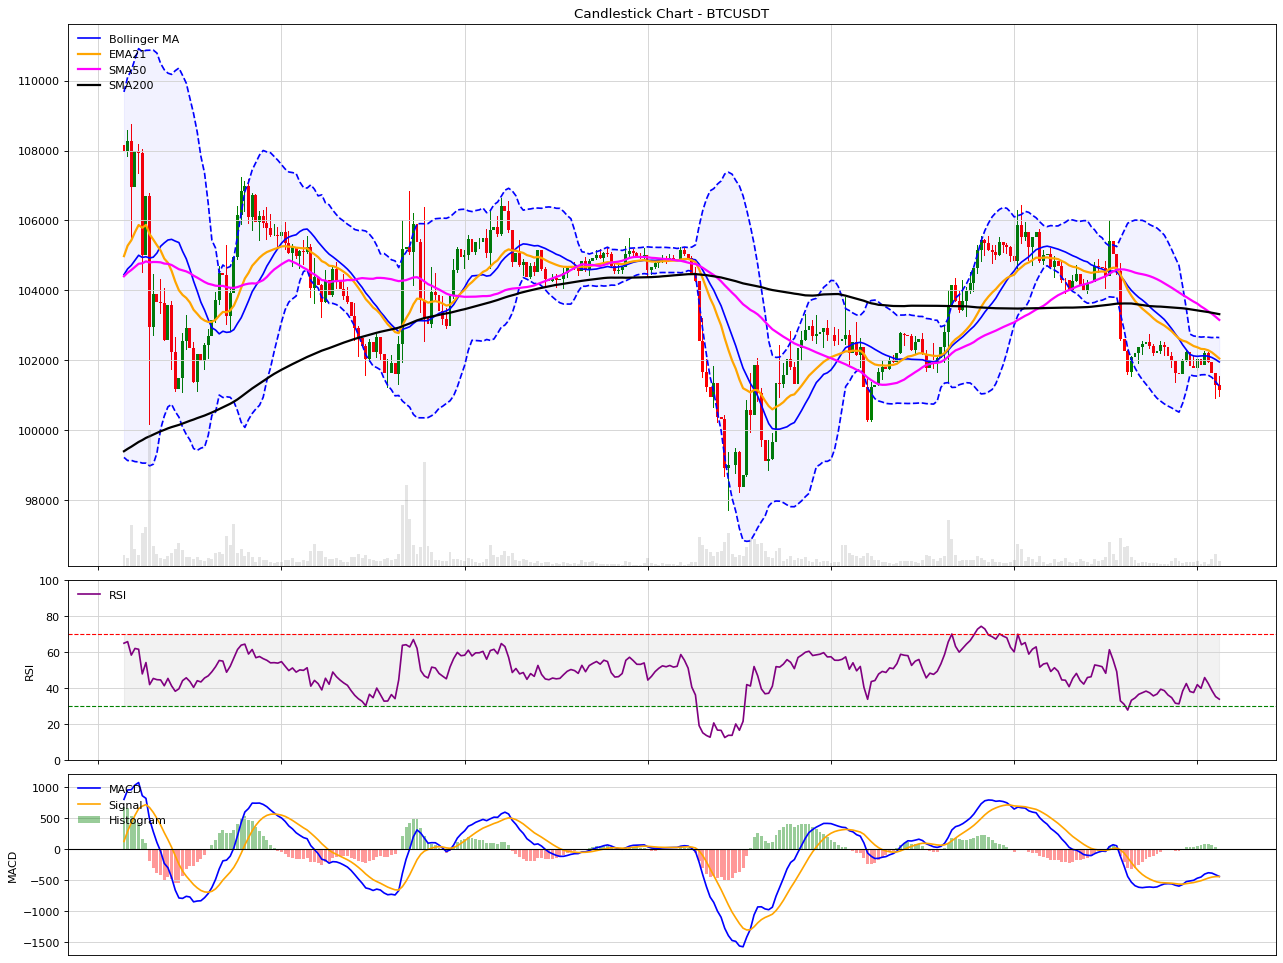 Candlestick Chart - BTCUSDT
Bollinger MA
EMA21
SMA50
SMA200
110000
108000
106000
104000
102000
100000
98000
RSI
100
80
60
40
20
0
RSI
MACD
Signal
Histogram
1000
500
0
−500
−1000
−1500
MACD